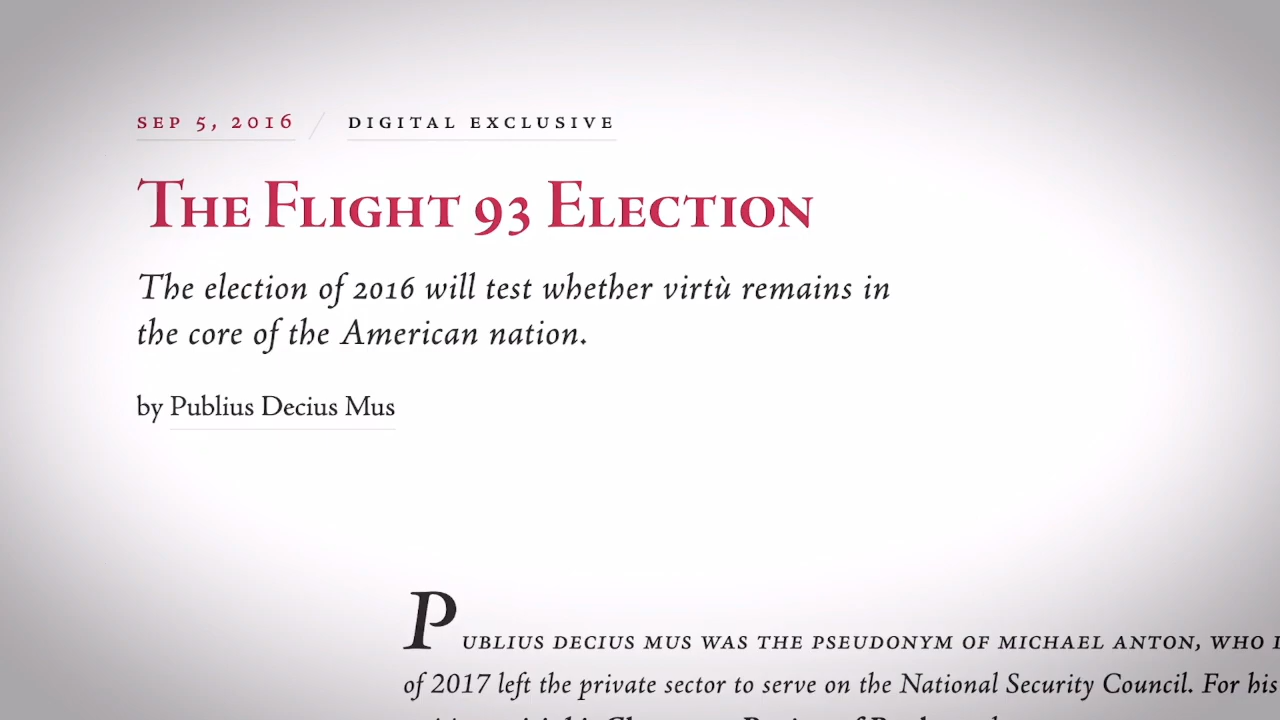 SEP 5, 2016 / DIGITAL EXCLUSIVE
The Flight 93 Election
The election of 2016 will test whether virtù remains in
the core of the American nation.
by Publius Decius Mus
PUBLIUS DECIUS MUS WAS THE PSEUDONYM OF MICHAEL ANTON, WHO
of 2017 left the private sector to serve on the National Security Council. For his